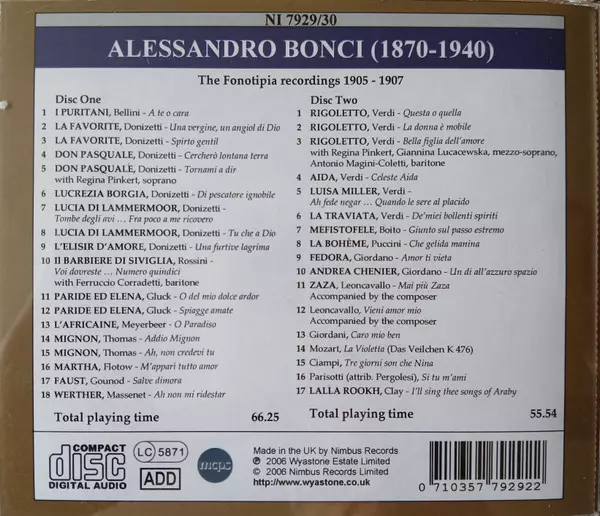 NI 7929/30
ALESSANDRO BONCI (1870-1940)
The Fonotipia recordings 1905 - 1907
Disc One
1 I PURITANI, Bellini - A te o cara
2 LA FAVORITE, Donizetti - Una vergine, un angiol di Dio
3 LA FAVORITE, Donizetti - Spirto gentil
4 DON PASQUALE, Donizetti - Cercherò lontana terra
5 DON PASQUALE, Donizetti - Tornami a dir
with Regina Pinkert, soprano
6 LUCREZIA BORGIA, Donizetti - Di pescatore ignobile
7 LUCIA DI LAMMERMOOR, Donizetti -
Tombe degli avi ... Fra poco a me ricovero
8 LUCIA DI LAMMERMOOR, Donizetti - Tu che a Dio
9 L'ELISIR D'AMORE, Donizetti - Una furtive lagrima
10 Il BARBIERE DI SIVIGLIA, Rossini -
Voi dovreste ... Numero quindici
with Ferruccio Corradetti, baritone
11 PARIDE ED ELENA, Gluck - O del mio dolce ardor
12 PARIDE ED ELENA, Gluck - Spiagge amate
13 L'AFRICAINE, Meyerbeer - O Paradiso
14 MIGNON, Thomas - Addio Mignon
15 MIGNON, Thomas - Ah, non credevi tu
16 MARTHA, Flotow - M'appari tutto amor
17 FAUST, Gounod - Salve dimora
18 WERTHER, Massenet - Ah non mi ridestar
Total playing time 66.25
Disc Two
1 RIGOLETTO, Verdi - Questa o quella
2 RIGOLETTO, Verdi - La donna è mobile
3 RIGOLETTO, Verdi - Bella figlia dell'amore
with Regina Pinkert, Giannina Lucacewska, mezzo-soprano,
Antonio Magini-Coletti, baritone
4 AIDA, Verdi - Celeste Aida
5 LUISA MILLER, Verdi -
Ah fede negar ... Quando le sere al placido
6 LA TRAVIATA, Verdi - De'miei bollenti spiriti
7 MEFISTOFELE, Boito - Giunto sul passo estremo
8 LA BOHÈME, Puccini - Che gelida manina
9 FEDORA, Giordano - Amor ti vieta
10 ANDREA CHENIER, Giordano - Un di all'azzuro spazio
11 ZAZA, Leoncavallo - Mai più Zaza
Accompanied by the composer
12 Leoncavallo, Vieni amor mio
Accompanied by the composer
13 Giordani, Caro mio ben
14 Mozart, La Violetta (Das Veilchen K 476)
15 Ciampi, Tre giorni son che Nina
16 Parisotti (attrib. Pergolesi), Si tu m'ami
17 LALLA ROOKH, Clay - I'll sing thee songs of Araby
Total playing time 55.54
COMPACT
disc
DIGITAL AUDIO
LC 5871
ADD
mcps
Made in the UK by Nimbus Records
℗ 2006 Wyastone Estate Limited
© 2006 Nimbus Records Limited
http://www.wyastone.co.uk
0 710357 792922